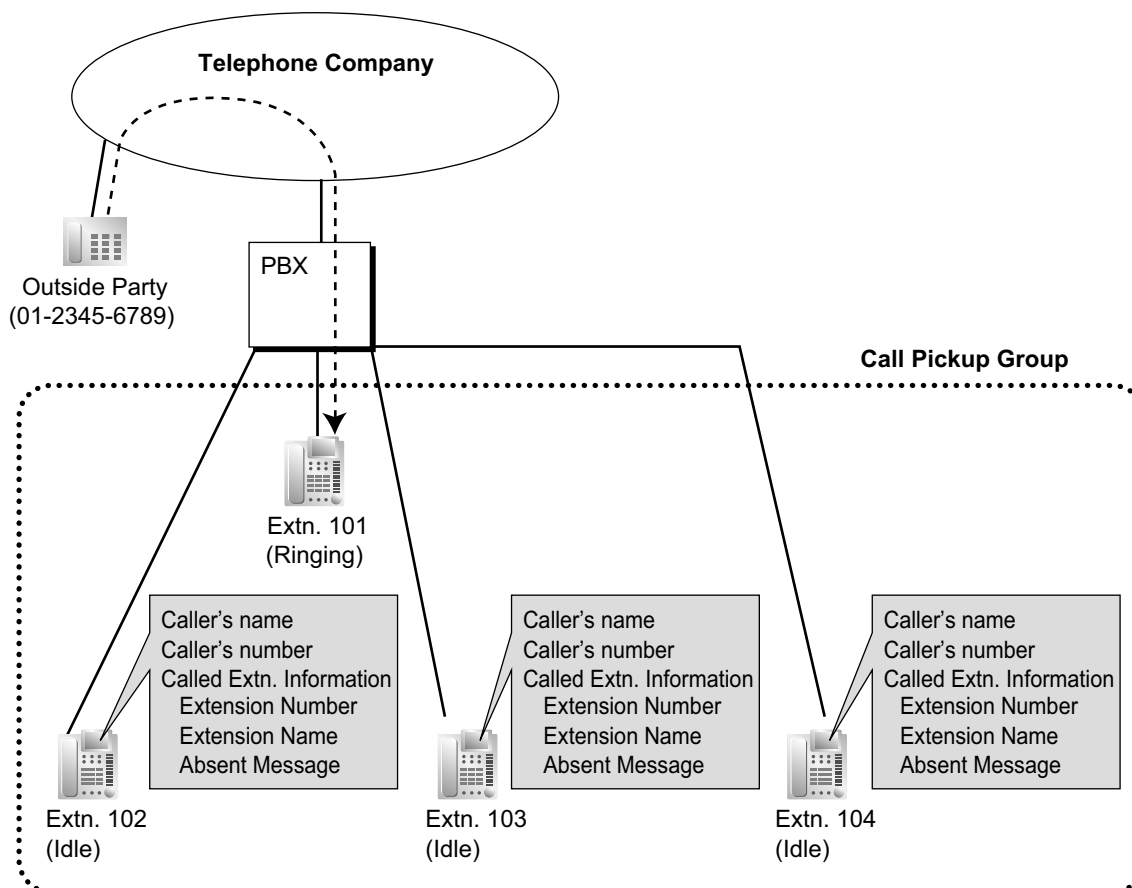 Telephone Company
PBX
Outside Party
(01-2345-6789)
Call Pickup Group
Extn. 101
(Ringing)
Caller's name
Caller's number
Called Extn. Information
Extension Number
Extension Name
Absent Message
Extn. 102
(Idle)
Caller's name
Caller's number
Called Extn. Information
Extension Number
Extension Name
Absent Message
Extn. 103
(Idle)
Caller's name
Caller's number
Called Extn. Information
Extension Number
Extension Name
Absent Message
Extn. 104
(Idle)